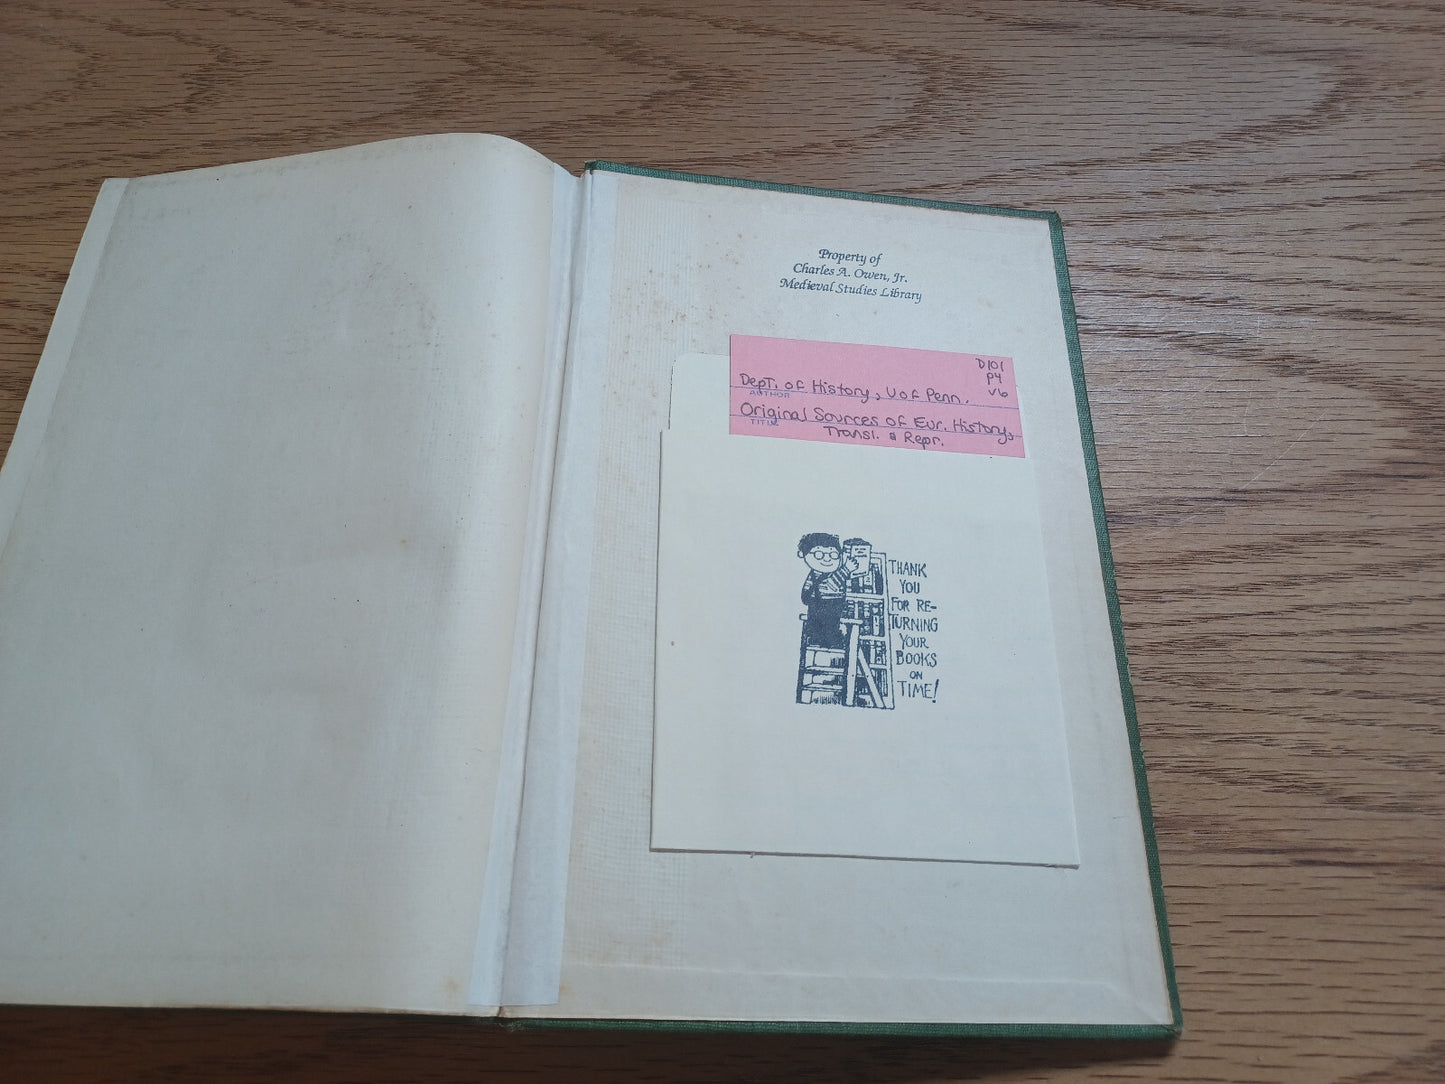 Property of
Charles A. Owen, Jr.
Medieval Studies Library
D101
P4
V6
Dept. of History, U of Penn.
AUTHOR
Original Sources of Eur. History,
TITLE
Transl. & Repr.
THANK
YOU
FOR RE-
TURNING
YOUR
BOOKS
ON
TIME!